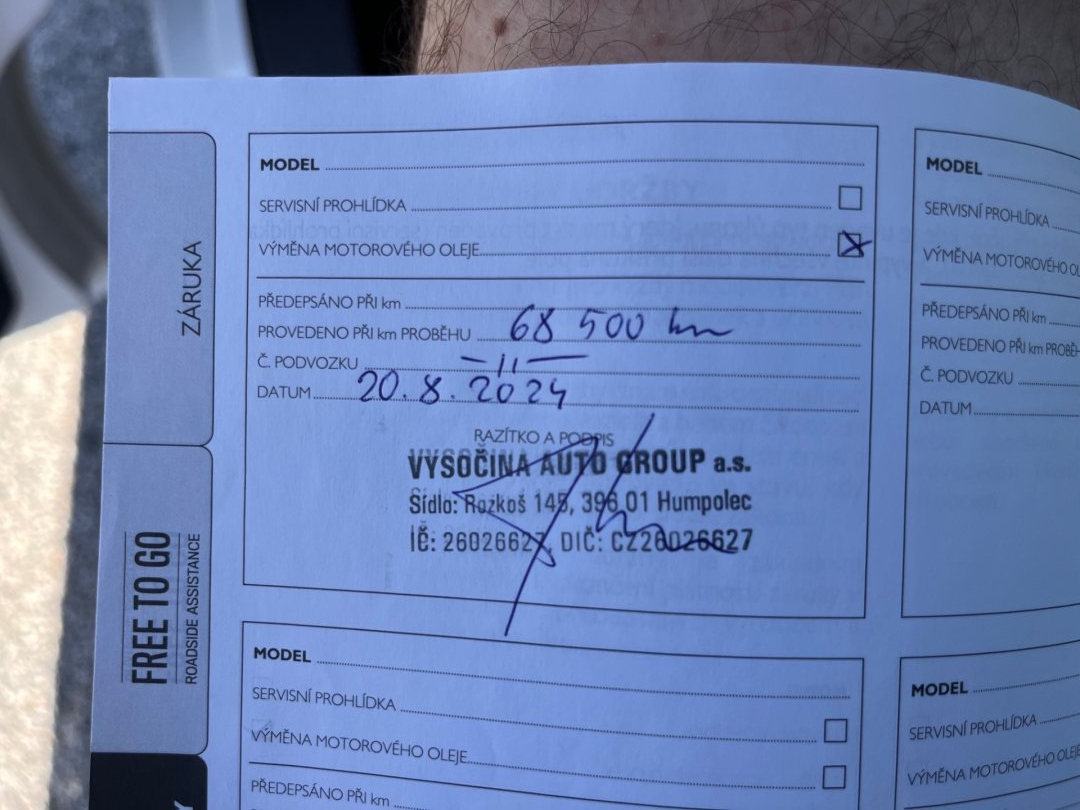 ZÁRUKA
FREE TO GO
ROADSIDE ASSISTANCE
MODEL
SERVISNÍ PROHLÍDKA
VÝMĚNA MOTOROVÉHO OLEJE
PŘEDEPSÁNO PŘI km
PROVEDENO PŘI km PROBĚHU 68 500 km
Č. PODVOZKU -11-
DATUM 20.8.2024
RAZÍTKO A PODPIS
VYSOČINA AUTO GROUP a.s.
Sídlo: Rozkoš 145, 396 01 Humpolec
IČ: 26026627, DIČ: CZ26026627
MODEL
SERVISNÍ PROHLÍDKA
VÝMĚNA MOTOROVÉHO OLEJE
PŘEDEPSÁNO PŘI km
MODEL
SERVISNÍ PROHLÍDKA
VÝMĚNA MOTOROVÉHO OL
PŘEDEPSÁNO PŘI km
PROVEDENO PŘI km PROBĚ
Č. PODVOZKU
DATUM
MODEL
SERVISNÍ PROHLÍDKA
VÝMĚNA MOTOROVÉHO OLEJE